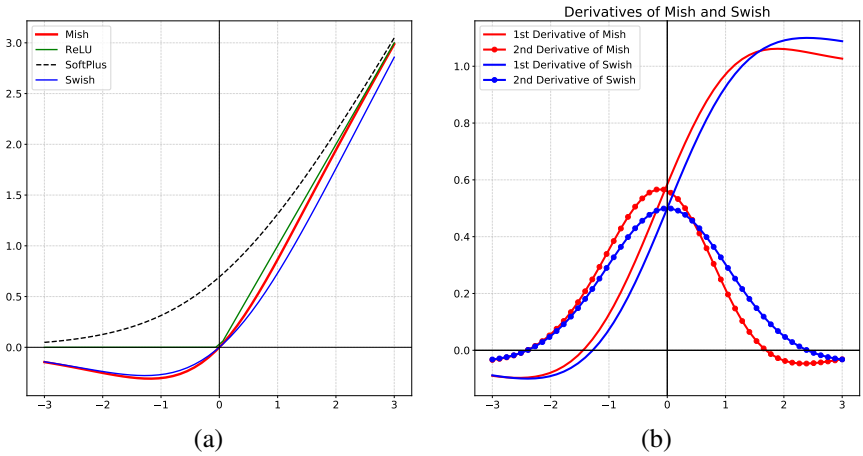 Mish
ReLU
SoftPlus
Swish
3.0
2.5
2.0
1.5
1.0
0.5
0.0
−3 −2 −1 0 1 2 3
(a)
Derivatives of Mish and Swish
1st Derivative of Mish
2nd Derivative of Mish
1st Derivative of Swish
2nd Derivative of Swish
1.0
0.8
0.6
0.4
0.2
0.0
−3 −2 −1 0 1 2 3
(b)